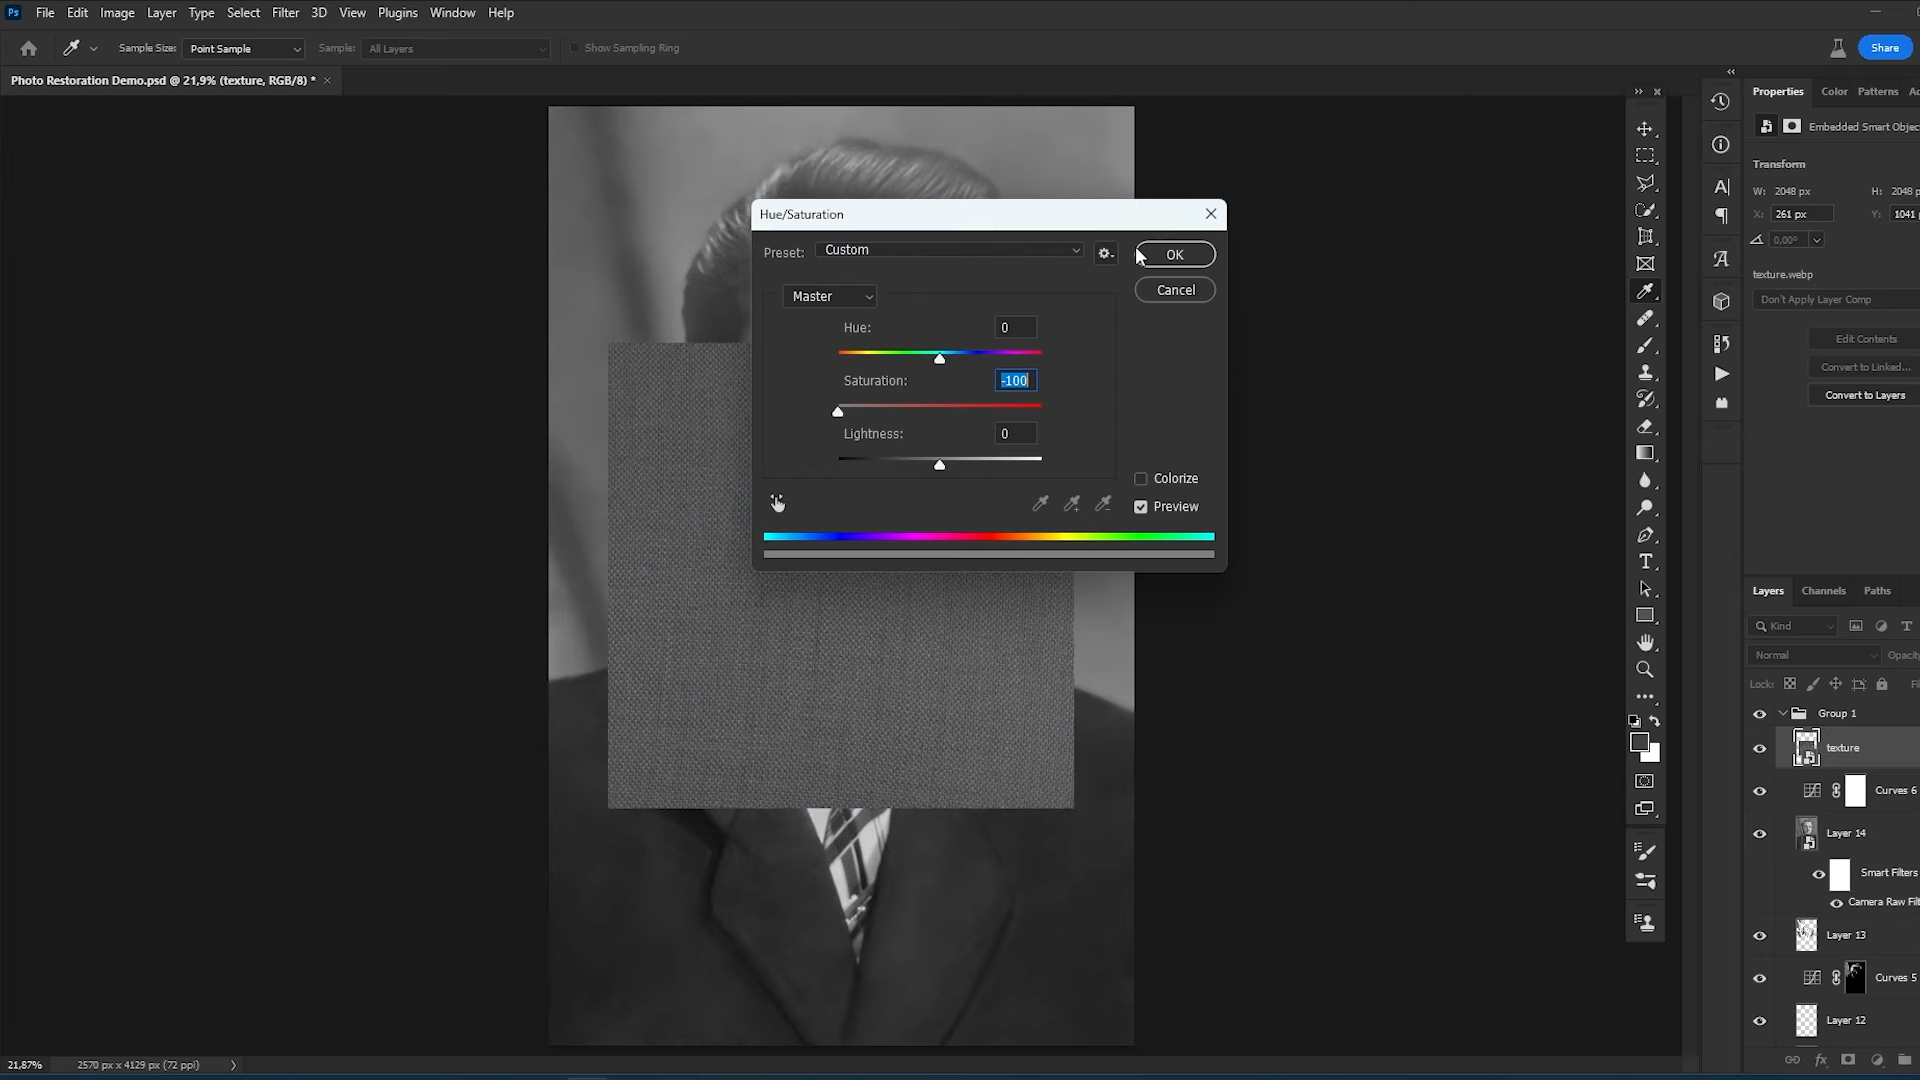 Ps File Edit Image Layer Type Select Filter 3D View Plugins Window Help
Sample Size: Point Sample Sample: All Layers Show Sampling Ring Share
Photo Restoration Demo.psd @ 21,9% (texture, RGB/8) *
Properties Color Patterns
Embedded Smart Objec
Transform
W: 2048 px H: 2048 p
X: 261 px Y: 1041
0,00°
texture.webp
Don't Apply Layer Comp
Edit Contents
Convert to Linked...
Convert to Layers
Hue/Saturation
Preset: Custom OK
Cancel
Master
Hue: 0
Saturation: -100
Lightness: 0
Colorize
Preview
Layers Channels Paths
Kind
Normal Opacity
Lock:
Group 1
texture
Curves 6
Layer 14
Smart Filters
Camera Raw Filt
Layer 13
Curves 5
Layer 12
21,87% 2570 px x 4129 px (72 ppi)